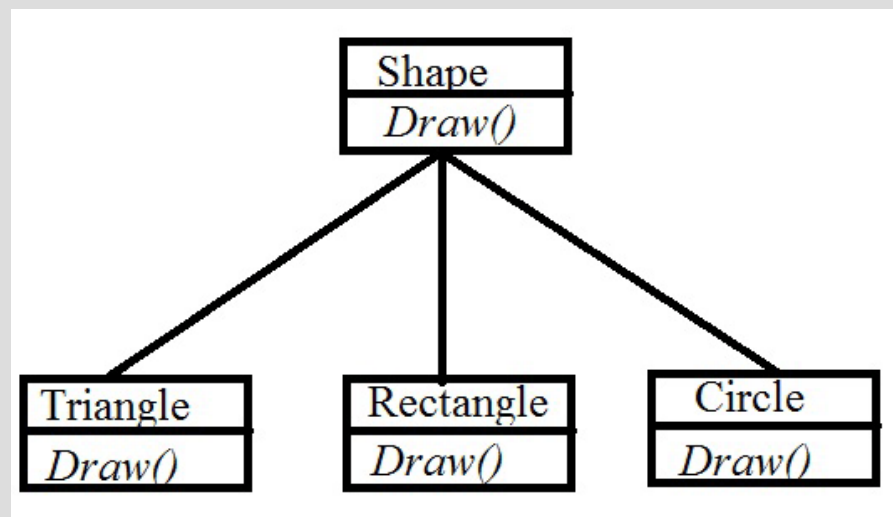 Shape
Draw()
Triangle
Draw()
Rectangle
Draw()
Circle
Draw()